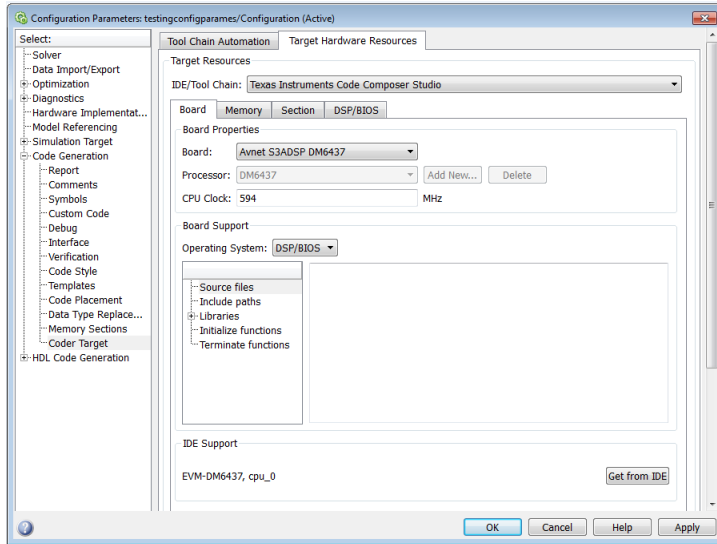 Configuration Parameters: testingconfigparames/Configuration (Active)
Select:
Solver
Data Import/Export
Optimization
Diagnostics
Hardware Implementat...
Model Referencing
Simulation Target
Code Generation
Report
Comments
Symbols
Custom Code
Debug
Interface
Verification
Code Style
Templates
Code Placement
Data Type Replace...
Memory Sections
Coder Target
HDL Code Generation
Tool Chain Automation Target Hardware Resources
Target Resources
IDE/Tool Chain: Texas Instruments Code Composer Studio
Board Memory Section DSP/BIOS
Board Properties
Board: Avnet S3ADSP DM6437
Processor: DM6437 Add New... Delete
CPU Clock: 594 MHz
Board Support
Operating System: DSP/BIOS
Source files
Include paths
Libraries
Initialize functions
Terminate functions
IDE Support
EVM-DM6437, cpu_0 Get from IDE
OK Cancel Help Apply